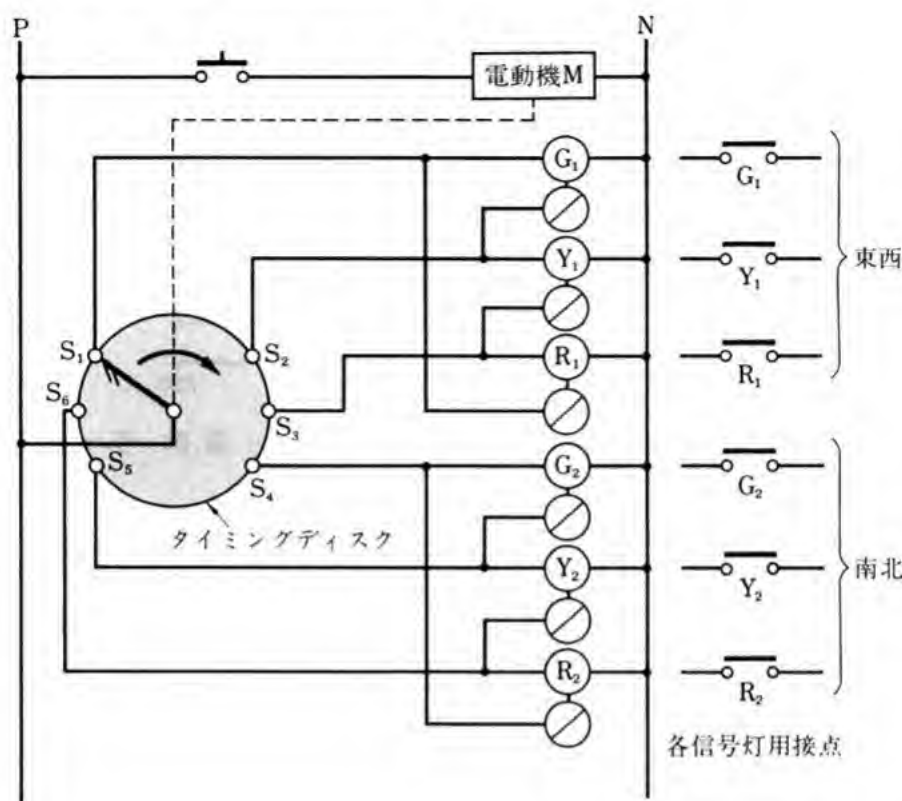 P
N
電動機M
G₁
G₁
Y₁
Y₁
東西
S₁
S₂
R₁
R₁
S₆
S₃
S₅
S₄
G₂
G₂
タイミングディスク
Y₂
Y₂
南北
R₂
R₂
各信号灯用接点